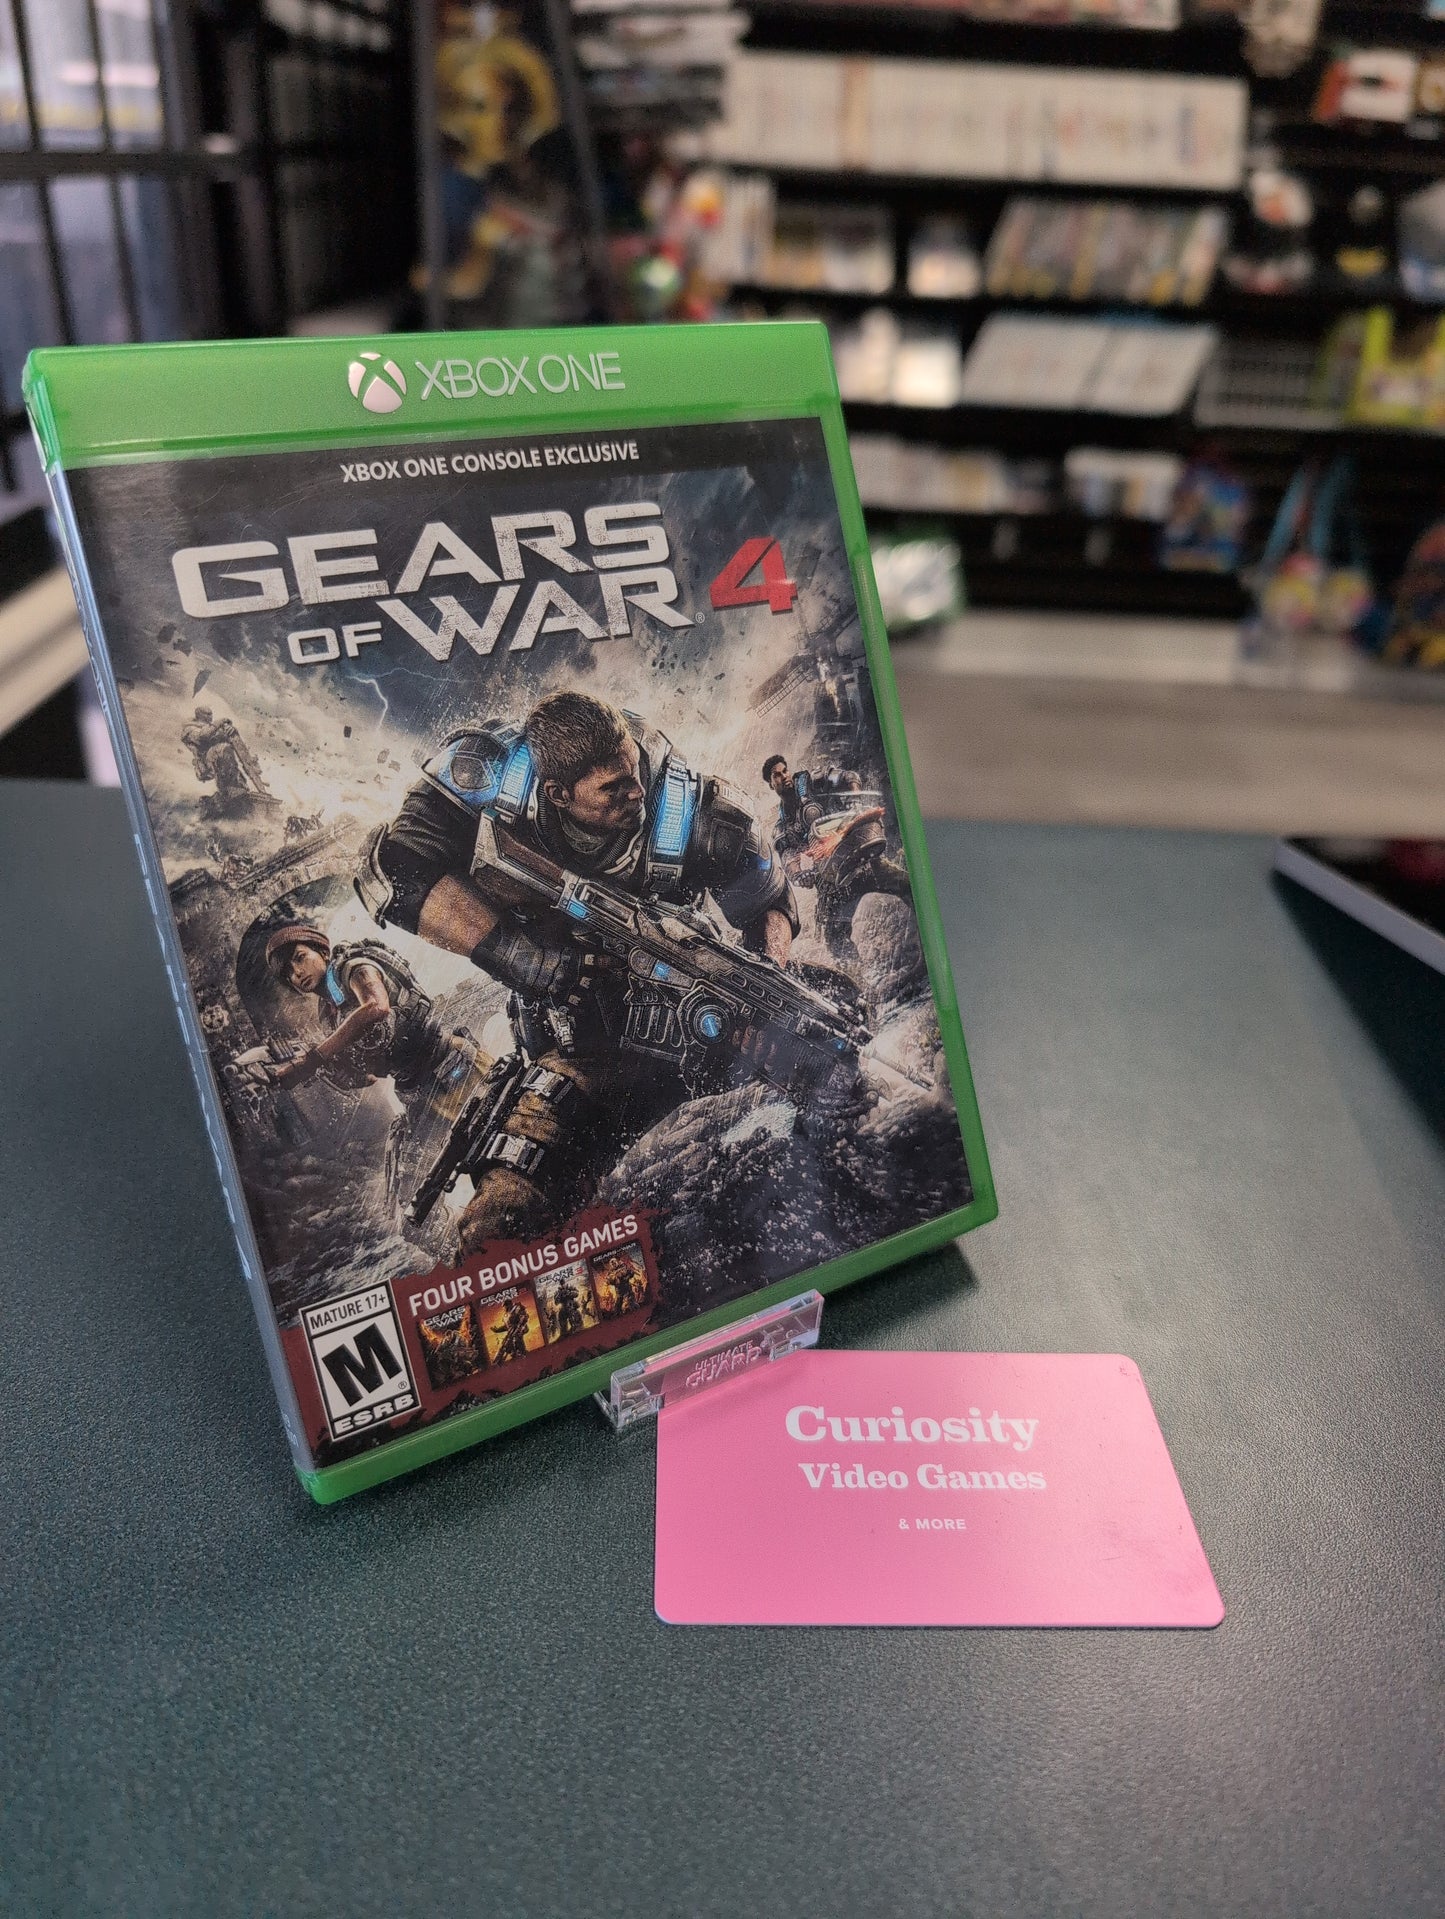 XBOX ONE
XBOX ONE CONSOLE EXCLUSIVE
GEARS
OF WAR® 4
FOUR BONUS GAMES
MATURE 17+
M
®
ESRB
ULTIMATE
GUARD
Curiosity
Video Games
& MORE